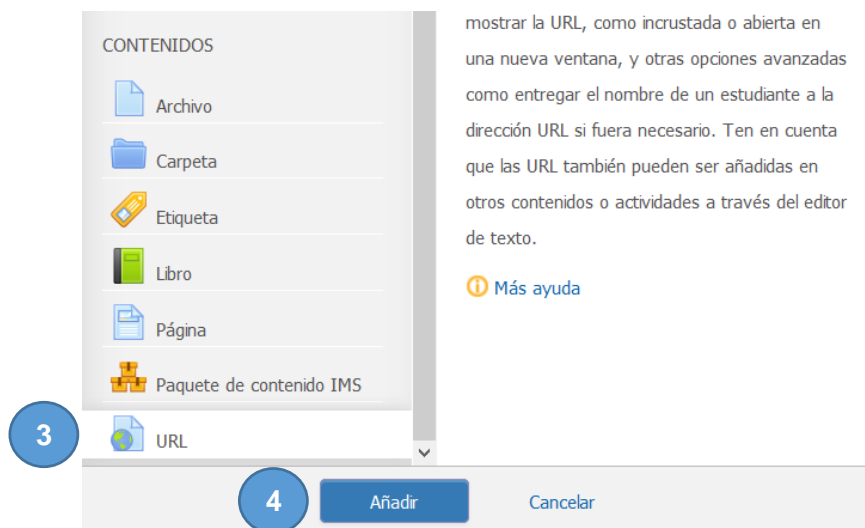 CONTENIDOS
Archivo
Carpeta
Etiqueta
Libro
Página
Paquete de contenido IMS
3
URL
mostrar la URL, como incrustada o abierta en
una nueva ventana, y otras opciones avanzadas
como entregar el nombre de un estudiante a la
dirección URL si fuera necesario. Ten en cuenta
que las URL también pueden ser añadidas en
otros contenidos o actividades a través del editor
de texto.
Más ayuda
4
Añadir
Cancelar